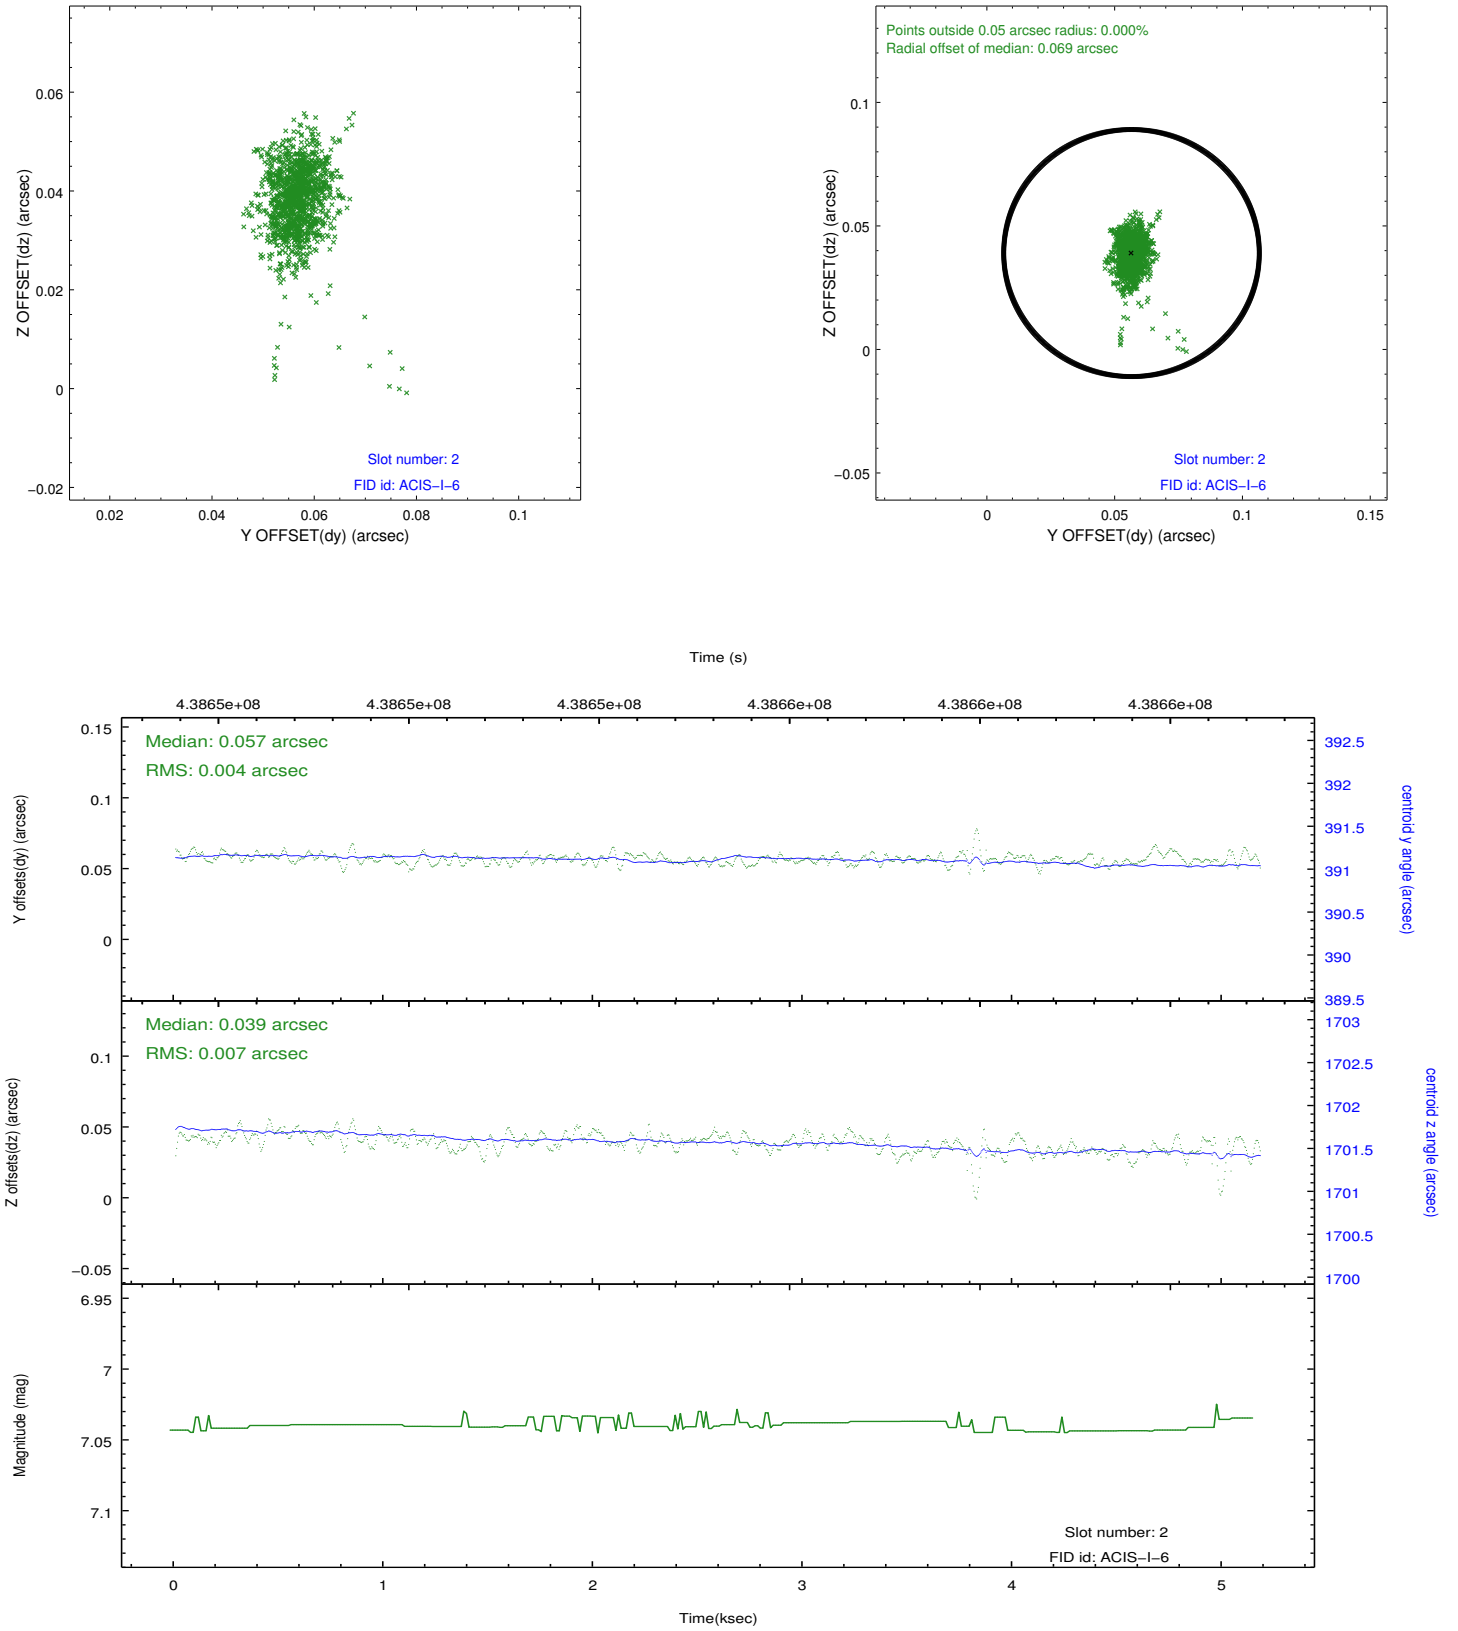 0.06
0.04
0.02
0
−0.02
Z OFFSET(dz) (arcsec)
Slot number: 2
FID id: ACIS−I−6
0.02 0.04 0.06 0.08 0.1
Y OFFSET(dy) (arcsec)
Points outside 0.05 arcsec radius: 0.000%
Radial offset of median: 0.069 arcsec
0.1
0.05
0
−0.05
Z OFFSET(dz) (arcsec)
Slot number: 2
FID id: ACIS−I−6
0 0.05 0.1 0.15
Y OFFSET(dy) (arcsec)
Time (s)
4.3865e+08 4.3865e+08 4.3865e+08 4.3866e+08 4.3866e+08 4.3866e+08
Median: 0.057 arcsec
RMS: 0.004 arcsec
0.15
0.1
0.05
0
Y offsets(dy) (arcsec)
392.5
392
391.5
391
390.5
390
389.5
centroid y angle (arcsec)
Median: 0.039 arcsec
RMS: 0.007 arcsec
0.1
0.05
0
−0.05
Z offsets(dz) (arcsec)
1703
1702.5
1702
1701.5
1701
1700.5
1700
centroid z angle (arcsec)
6.95
7
7.05
7.1
Magnitude (mag)
Slot number: 2
FID id: ACIS−I−6
0 1 2 3 4 5
Time(ksec)